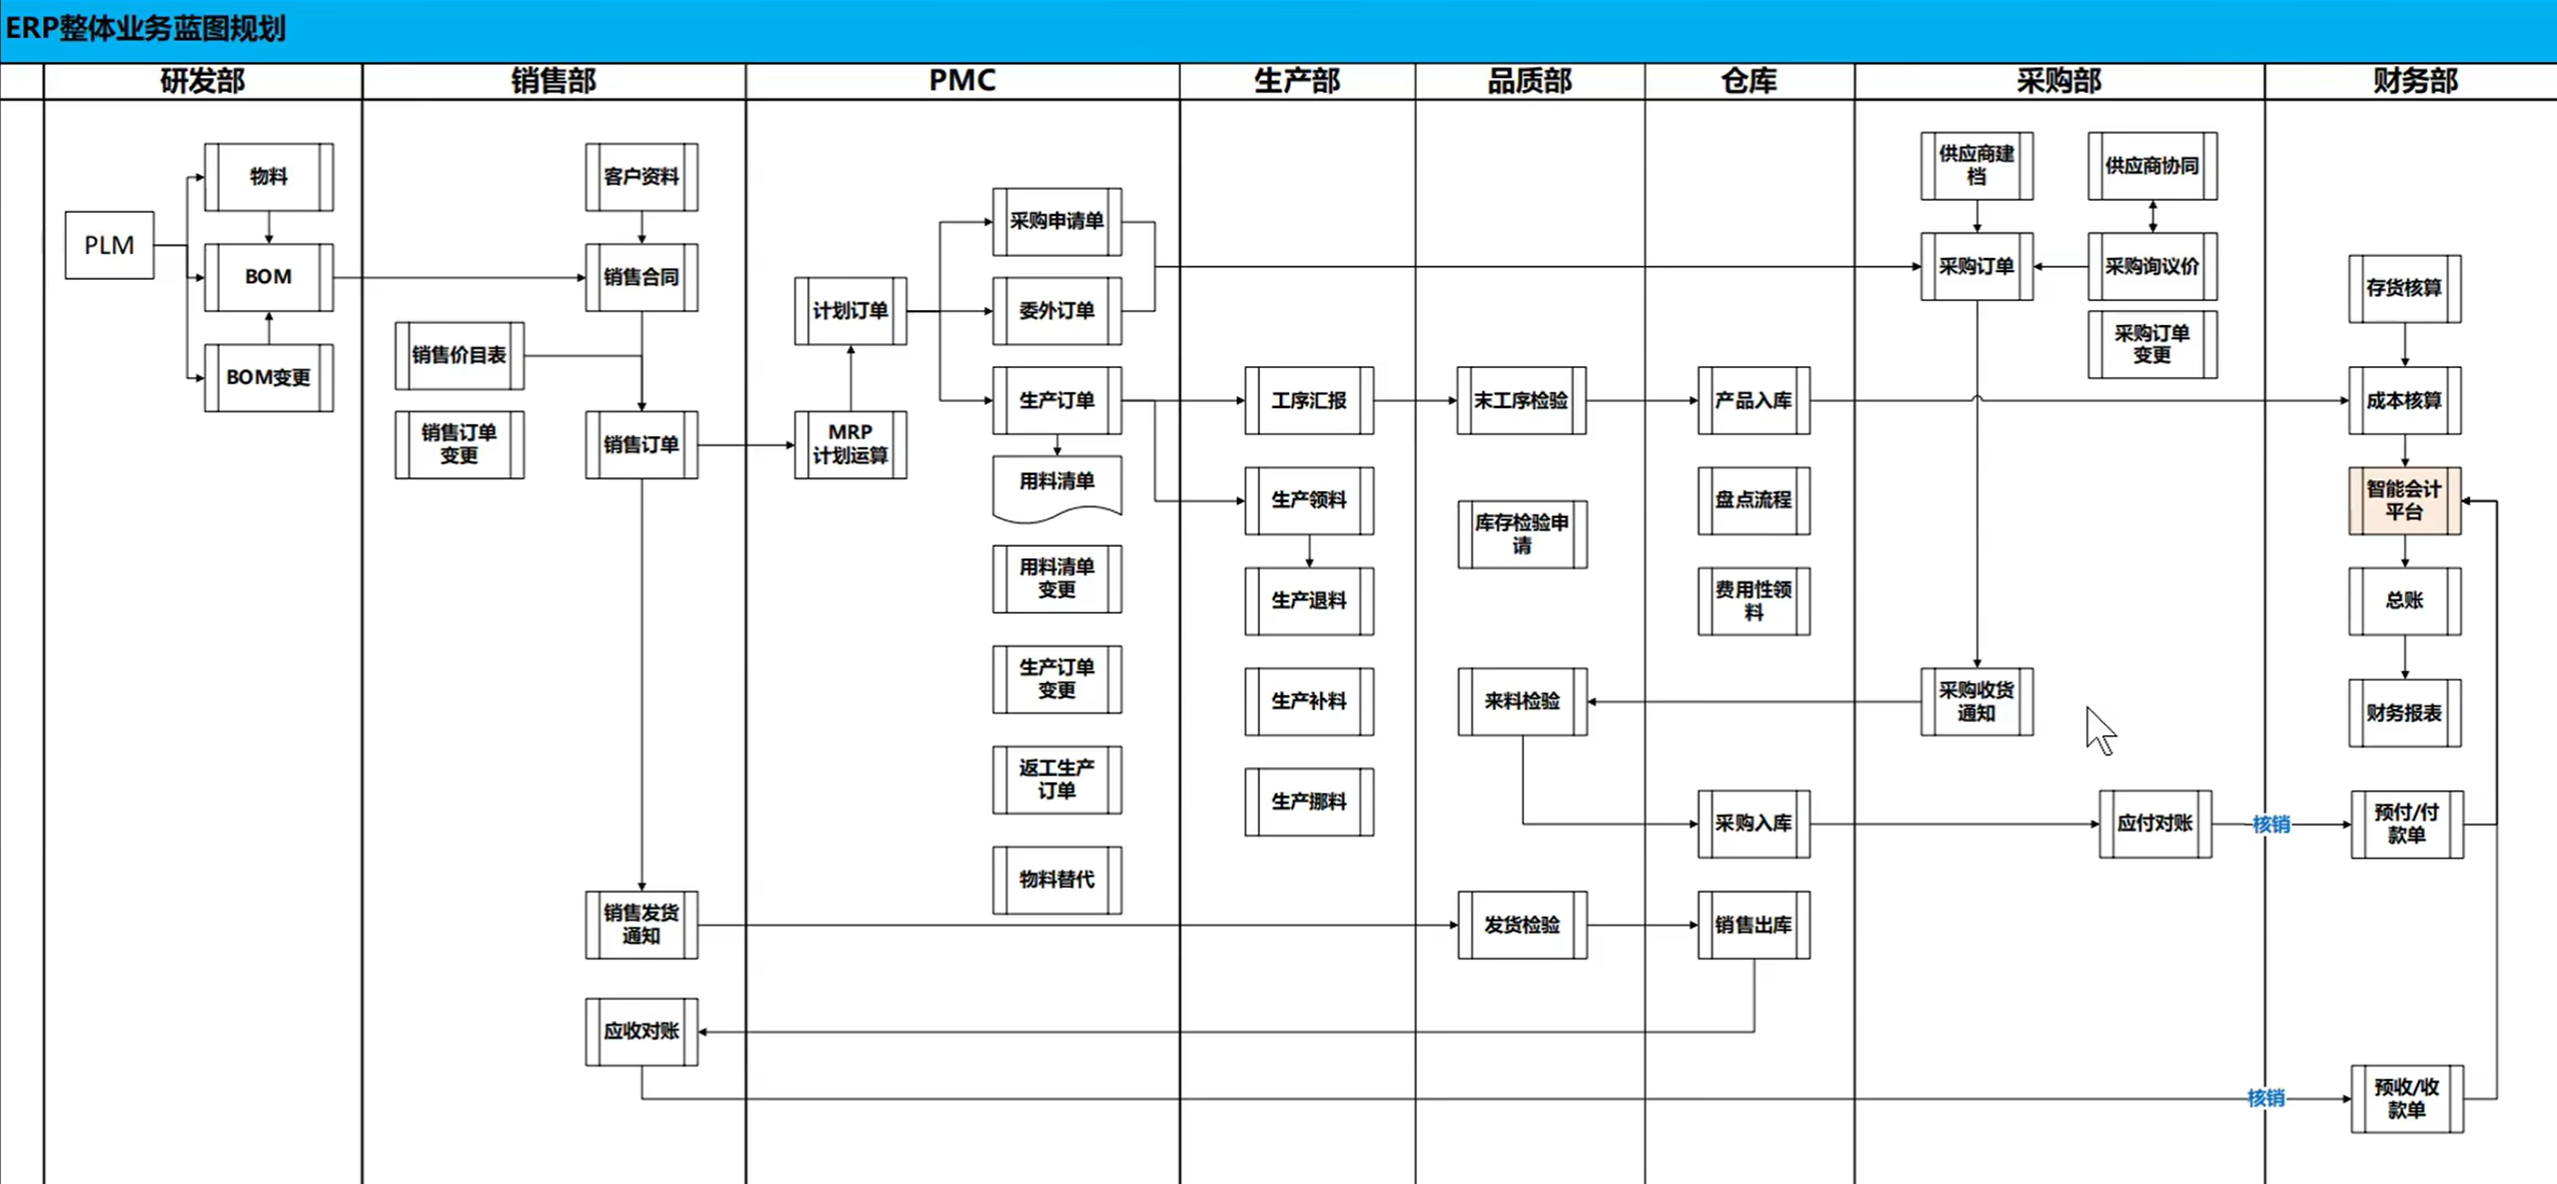 ERP整体业务蓝图规划
研发部
销售部
PMC
生产部
品质部
仓库
采购部
财务部
PLM
物料
BOM
BOM变更
客户资料
销售合同
销售价目表
销售订单
变更
销售订单
销售发货
通知
应收对账
计划订单
MRP
计划运算
采购申请单
委外订单
生产订单
用料清单
用料清单
变更
生产订单
变更
返工生产
订单
物料替代
工序汇报
生产领料
生产退料
生产补料
生产挪料
末工序检验
库存检验申
请
来料检验
发货检验
产品入库
盘点流程
费用性领
料
采购入库
销售出库
供应商建
档
供应商协同
采购订单
采购询议价
采购订单
变更
采购收货
通知
应付对账
核销
核销
存货核算
成本核算
智能会计
平台
总账
财务报表
预付/付
款单
预收/收
款单